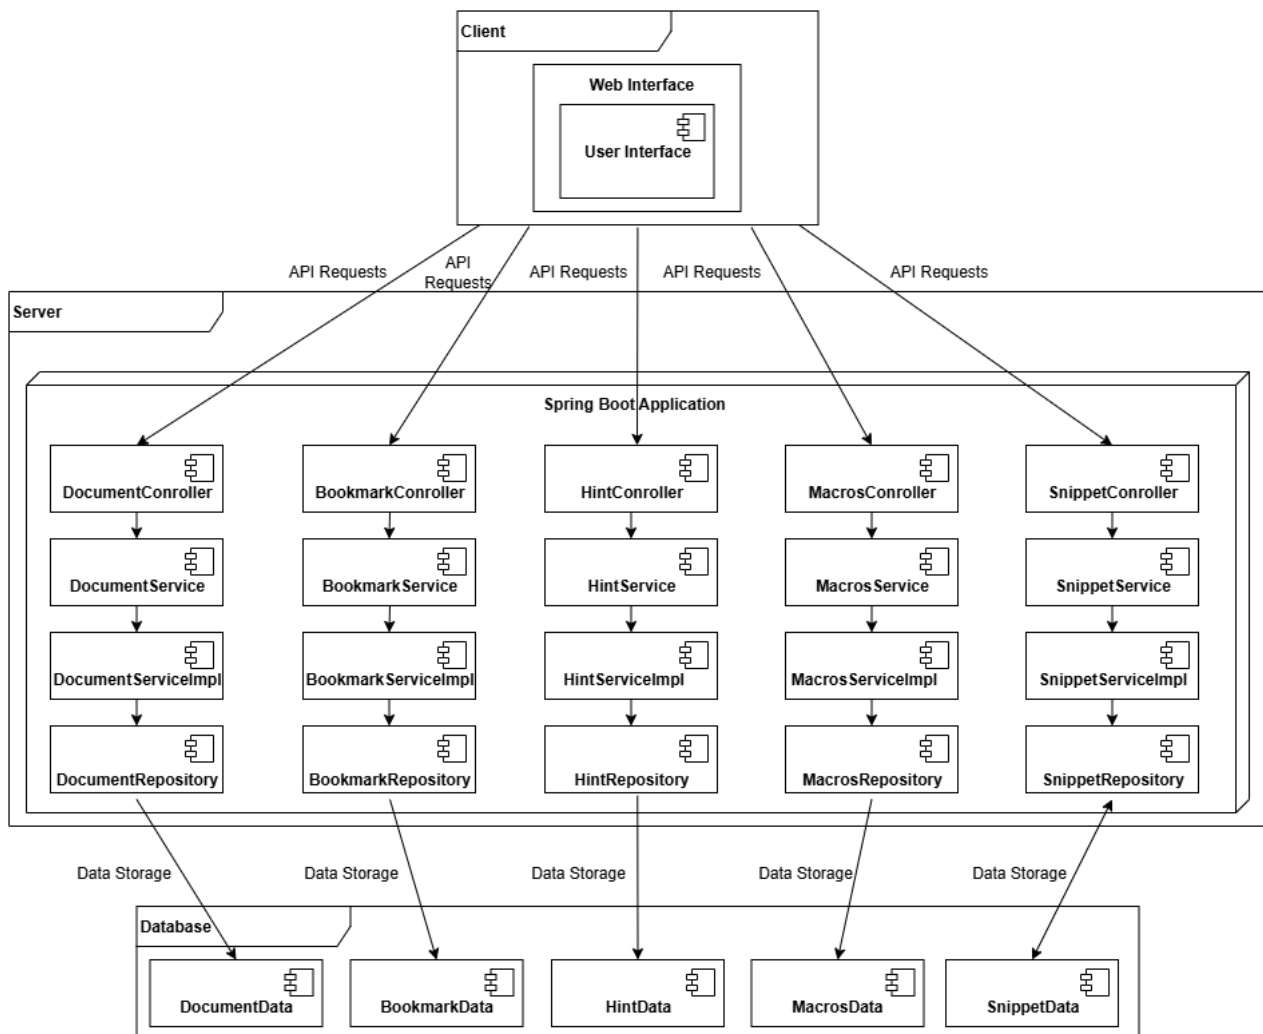 Client
Web Interface
User Interface
API Requests
API
Requests
API Requests
API Requests
API Requests
Server
Spring Boot Application
DocumentConroller
BookmarkConroller
HintConroller
MacrosConroller
SnippetConroller
DocumentService
BookmarkService
HintService
MacrosService
SnippetService
DocumentServiceImpl
BookmarkServiceImpl
HintServiceImpl
MacrosServiceImpl
SnippetServiceImpl
DocumentRepository
BookmarkRepository
HintRepository
MacrosRepository
SnippetRepository
Data Storage
Data Storage
Data Storage
Data Storage
Data Storage
Database
DocumentData
BookmarkData
HintData
MacrosData
SnippetData